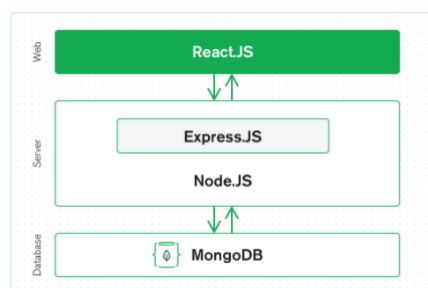 Web
React.JS
Server
Express.JS
Node.JS
Database
MongoDB